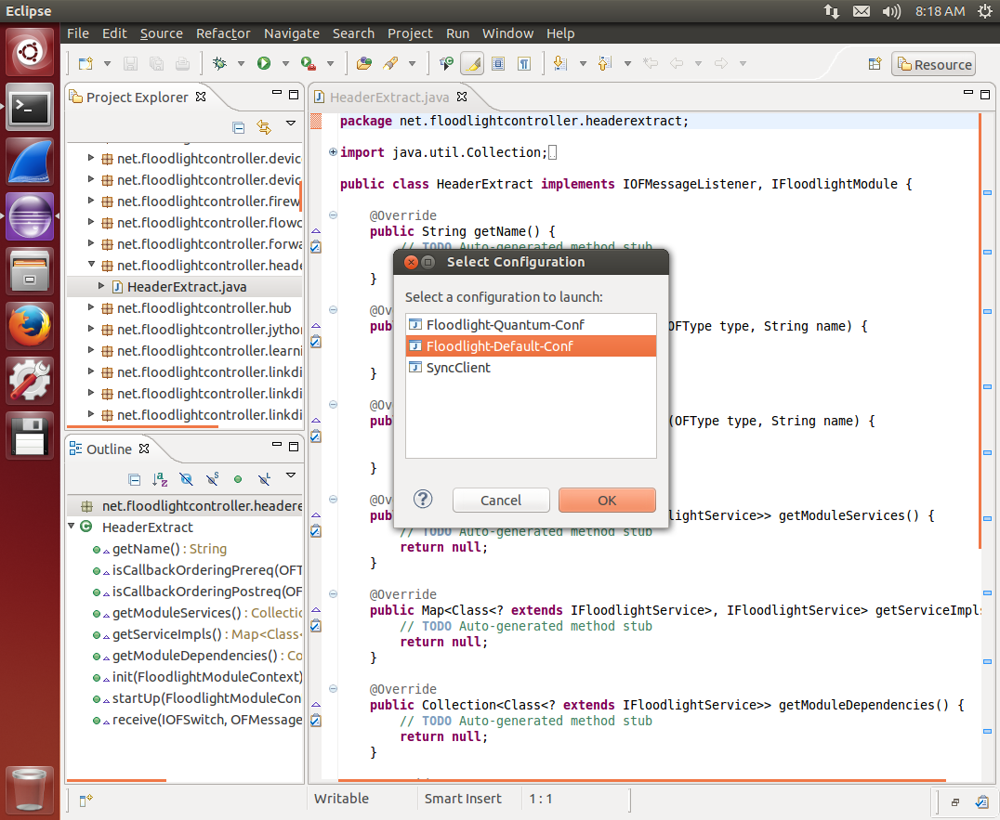 Eclipse
8:18 AM
File Edit Source Refactor Navigate Search Project Run Window Help
Resource
Project Explorer
net.floodlightcontroller.devic
net.floodlightcontroller.devic
net.floodlightcontroller.firew
net.floodlightcontroller.flowc
net.floodlightcontroller.forwa
net.floodlightcontroller.heade
HeaderExtract.java
net.floodlightcontroller.hub
net.floodlightcontroller.jythor
net.floodlightcontroller.learni
net.floodlightcontroller.linkdi
net.floodlightcontroller.linkdi
net.floodlightcontroller.linkdi
Outline
net.floodlightcontroller.headere
HeaderExtract
getName() : String
isCallbackOrderingPrereq(OFT
isCallbackOrderingPostreq(OF
getModuleServices() : Collectio
getServiceImpls() : Map<Class<
getModuleDependencies() : Co
init(FloodlightModuleContext)
startUp(FloodlightModuleCon
receive(IOFSwitch, OFMessage
HeaderExtract.java
package net.floodlightcontroller.headerextract;
import java.util.Collection;
public class HeaderExtract implements IOFMessageListener, IFloodlightModule {
@Override
public String getName() {
// TODO Auto-generated method stub
}
@Ov
pub OFType type, String name) {
}
@Ov
pub (OFType type, String name) {
}
@Ov
pub lightService>> getModuleServices() {
// TODO Auto-generated method stub
return null;
}
@Override
public Map<Class<? extends IFloodlightService>, IFloodlightService> getServiceImpls
// TODO Auto-generated method stub
return null;
}
@Override
public Collection<Class<? extends IFloodlightService>> getModuleDependencies() {
// TODO Auto-generated method stub
return null;
}
Select Configuration
Select a configuration to launch:
Floodlight-Quantum-Conf
Floodlight-Default-Conf
SyncClient
Cancel OK
Writable Smart Insert 1 : 1